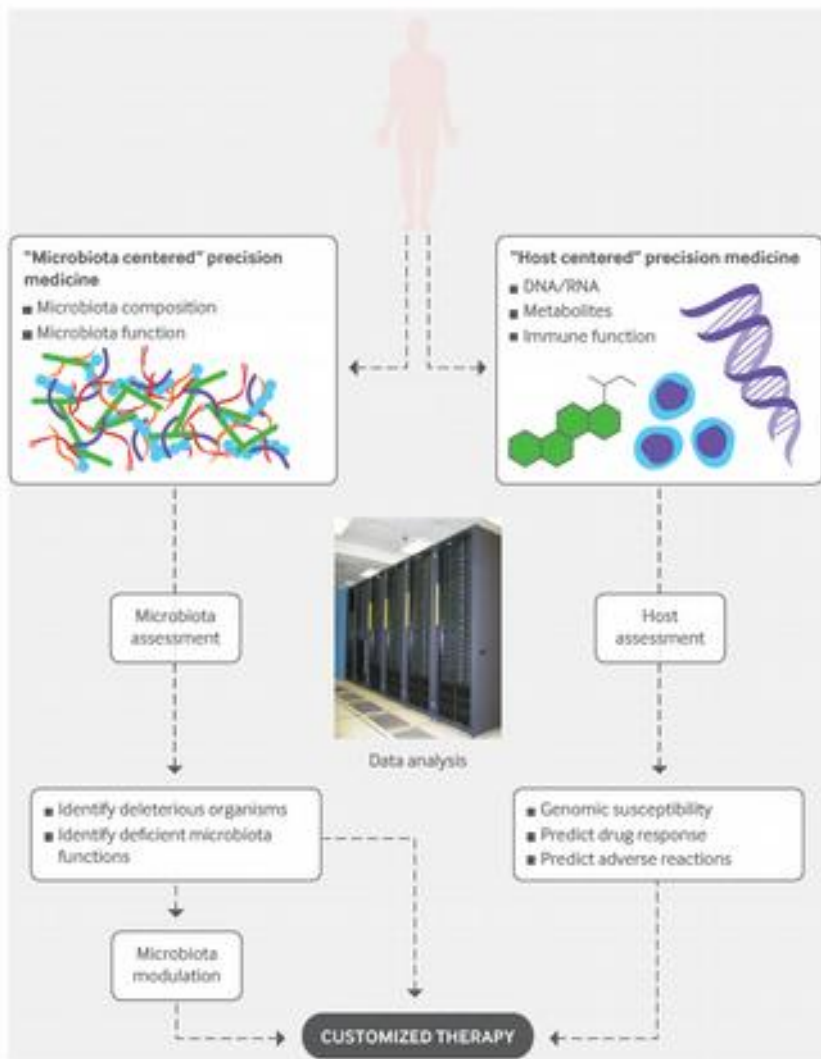 "Microbiota centered" precision
medicine
■ Microbiota composition
■ Microbiota function
"Host centered" precision medicine
■ DNA/RNA
■ Metabolites
■ Immune function
Microbiota
assessment
Host
assessment
Data analysis
■ Identify deleterious organisms
■ Identify deficient microbiota
functions
■ Genomic susceptibility
■ Predict drug response
■ Predict adverse reactions
Microbiota
modulation
CUSTOMIZED THERAPY